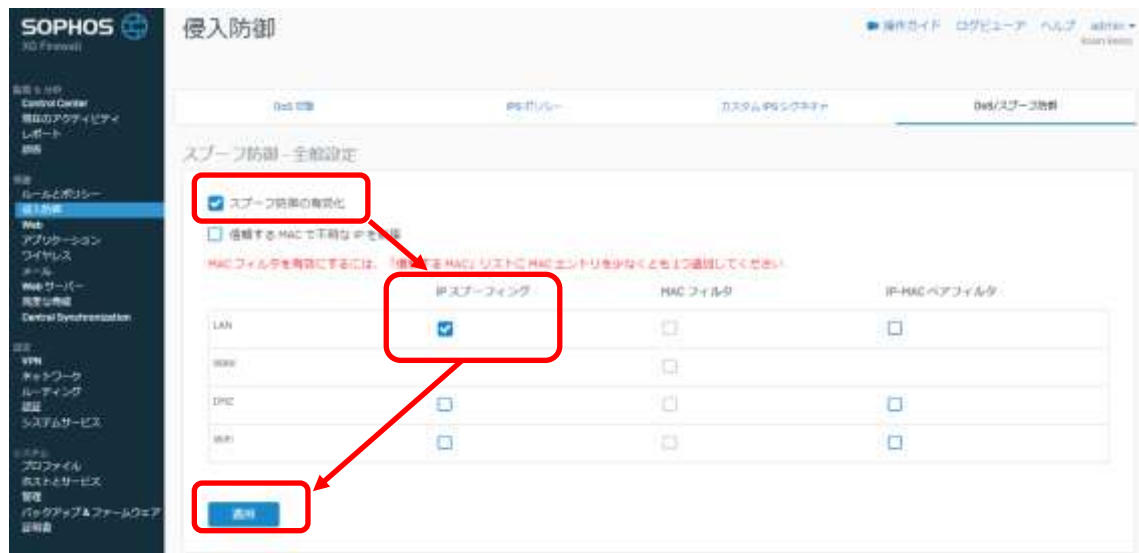 SOPHOS
XG Firewall
侵入防御
操作ガイド ログビューア ヘルプ admin
Control Center
現在のアクティビティ
レポート
診断
DoS 攻撃 IPS ポリシー カスタム IPS シグネチャ DoS/スプーフ防御
スプーフ防御 - 全般設定
ルールとポリシー
侵入防御
Web
アプリケーション
ワイヤレス
メール
Web サーバー
高度な脅威
Central Synchronization
スプーフ防御の有効化
信頼する MAC で不明な IP を
MAC フィルタを有効にするには、「信頼する MAC」リストに MAC エントリを少なくとも1つ追加してください
IP スプーフィング MAC フィルタ IP-MAC ペアフィルタ
LAN
WAN
DMZ
WiFi
VPN
ネットワーク
ルーティング
認証
システムサービス
システム
プロファイル
ホストとサービス
管理
バックアップ&ファームウェア
証明書
適用